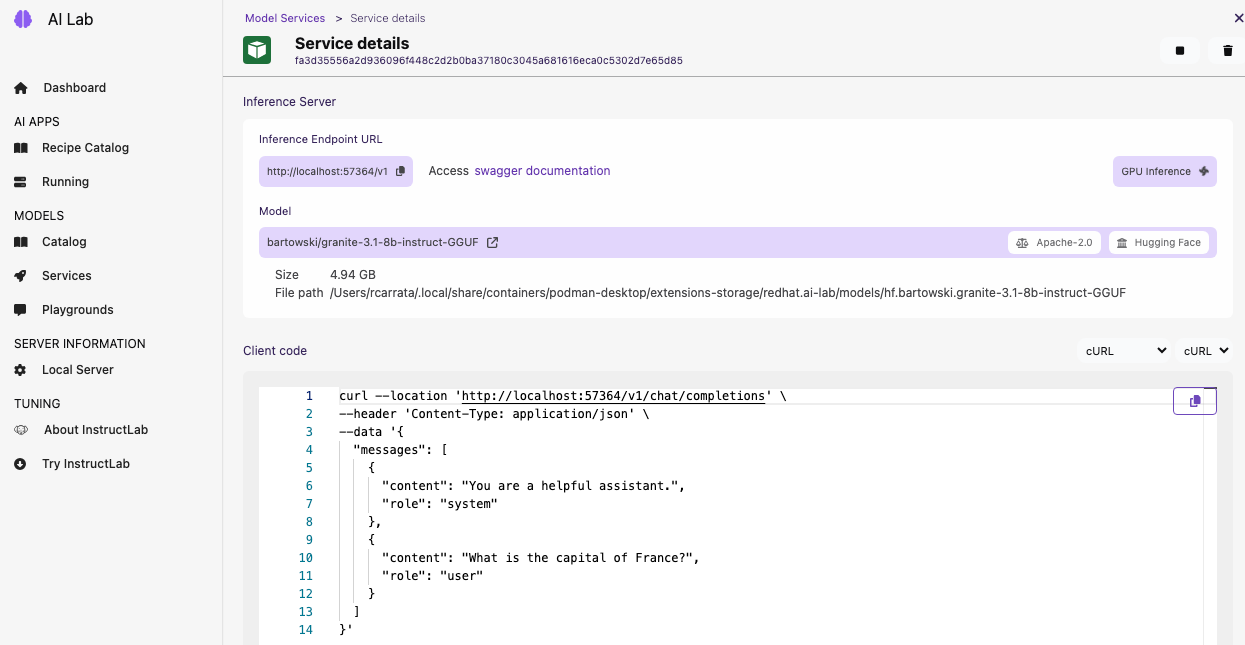 AI Lab
Dashboard
AI APPS
Recipe Catalog
Running
MODELS
Catalog
Services
Playgrounds
SERVER INFORMATION
Local Server
TUNING
About InstructLab
Try InstructLab
Model Services > Service details
Service details
fa3d35556a2d936096f448c2d2b0ba37180c3045a681616eca0c5302d7e65d85
Inference Server
Inference Endpoint URL
http://localhost:57364/v1 Access swagger documentation GPU Inference
Model
bartowski/granite-3.1-8b-instruct-GGUF Apache-2.0 Hugging Face
Size 4.94 GB
File path /Users/rcarrata/.local/share/containers/podman-desktop/extensions-storage/redhat.ai-lab/models/hf.bartowski.granite-3.1-8b-instruct-GGUF
Client code cURL cURL
1 curl --location 'http://localhost:57364/v1/chat/completions' \
2 --header 'Content-Type: application/json' \
3 --data '{
4 "messages": [
5 {
6 "content": "You are a helpful assistant.",
7 "role": "system"
8 },
9 {
10 "content": "What is the capital of France?",
11 "role": "user"
12 }
13 ]
14 }'